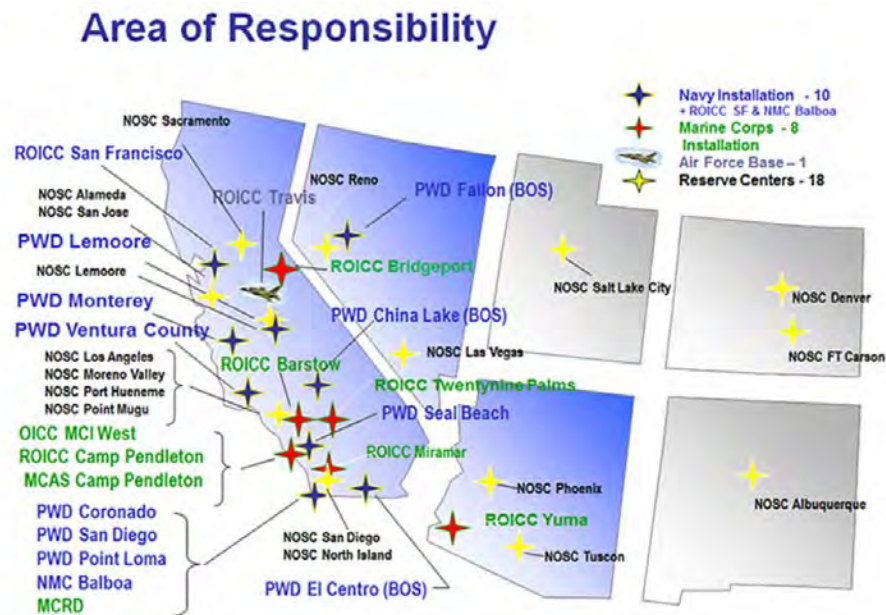 Area of Responsibility
Navy Installation - 10
+ ROICC SF & NMC Balboa
Marine Corps - 8
Installation
Air Force Base – 1
Reserve Centers - 18
NOSC Sacramento
ROICC San Francisco
NOSC Alameda
NOSC San Jose
PWD Lemoore
NOSC Lemoore
PWD Monterey
PWD Ventura County
NOSC Los Angeles
NOSC Moreno Valley
NOSC Port Hueneme
NOSC Point Mugu
OICC MCI West
ROICC Camp Pendleton
MCAS Camp Pendleton
PWD Coronado
PWD San Diego
PWD Point Loma
NMC Balboa
MCRD
ROICC Travis
NOSC Reno
PWD Fallon (BOS)
ROICC Bridgeport
PWD China Lake (BOS)
NOSC Las Vegas
ROICC Barstow
ROICC Twentynine Palms
PWD Seal Beach
ROICC Miramar
NOSC San Diego
NOSC North Island
PWD El Centro (BOS)
NOSC Salt Lake City
NOSC Denver
NOSC FT Carson
NOSC Phoenix
ROICC Yuma
NOSC Tuscon
NOSC Albuquerque